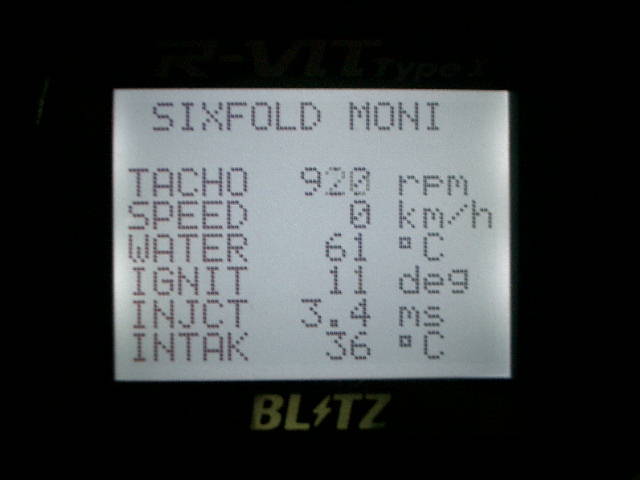 R-VIT Type I
SIXFOLD MONI
TACHO 920 rpm
SPEED 0 km/h
WATER 61 °C
IGNIT 11 deg
INJCT 3.4 ms
INTAK 36 °C
BLITZ